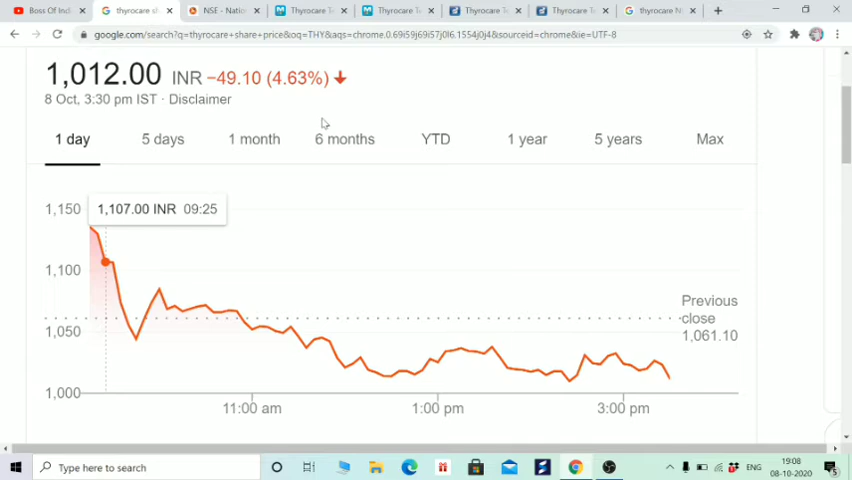 Boss Of Ind
thyrocare sh
NSE - Nation
Thyrocare Te
Thyrocare Te
Thyrocare Te
Thyrocare Te
thyrocare Ne
google.com/search?q=thyrocare+share+price&oq=THY&aqs=chrome.0.69i59j69i57j0l6.1554j0j4&sourceid=chrome&ie=UTF-8
1,012.00 INR −49.10 (4.63%)
8 Oct, 3:30 pm IST · Disclaimer
1 day 5 days 1 month 6 months YTD 1 year 5 years Max
1,107.00 INR 09:25
1,150
1,100
1,050
1,000
Previous
close
1,061.10
11:00 am 1:00 pm 3:00 pm
Type here to search
ENG
19:08
08-10-2020
5